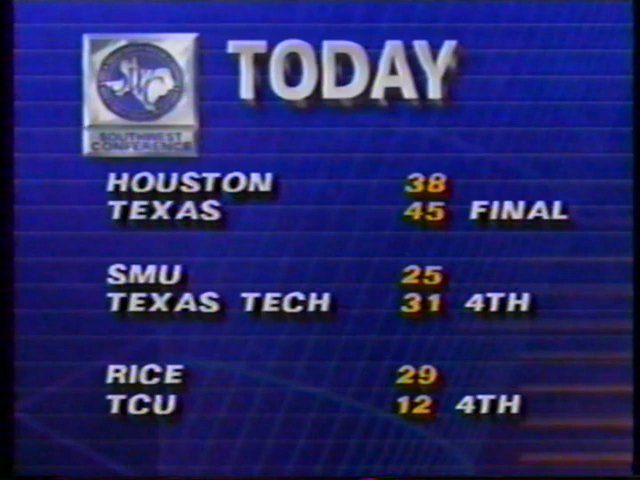 TODAY
SOUTHWEST
CONFERENCE
HOUSTON 38
TEXAS 45 FINAL
SMU 25
TEXAS TECH 31 4TH
RICE 29
TCU 12 4TH